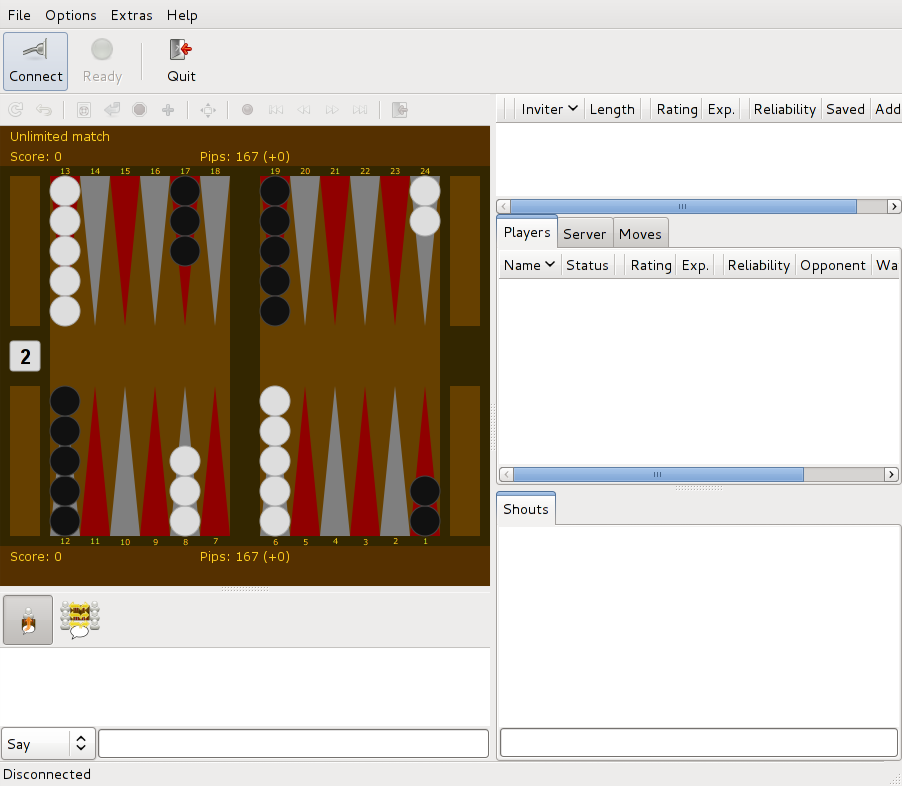 File Options Extras Help
Connect Ready Quit
Inviter Length Rating Exp. Reliability Saved Add
Unlimited match
Score: 0 Pips: 167 (+0)
13 14 15 16 17 18 19 20 21 22 23 24
2
12 11 10 9 8 7 6 5 4 3 2 1
Score: 0 Pips: 167 (+0)
Players Server Moves
Name Status Rating Exp. Reliability Opponent Wa
Shouts
Say
Disconnected